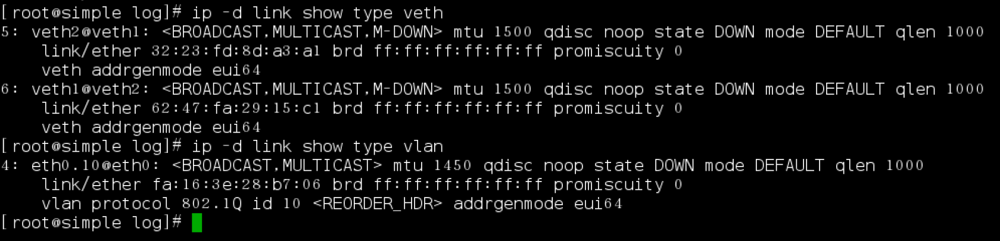 [root@simple log]# ip -d link show type veth
5: veth2@veth1: <BROADCAST,MULTICAST,M-DOWN> mtu 1500 qdisc noop state DOWN mode DEFAULT qlen 1000
    link/ether 32:23:fd:8d:a3:a1 brd ff:ff:ff:ff:ff:ff promiscuity 0
    veth addrgenmode eui64
6: veth1@veth2: <BROADCAST,MULTICAST,M-DOWN> mtu 1500 qdisc noop state DOWN mode DEFAULT qlen 1000
    link/ether 62:47:fa:29:15:c1 brd ff:ff:ff:ff:ff:ff promiscuity 0
    veth addrgenmode eui64
[root@simple log]# ip -d link show type vlan
4: eth0.10@eth0: <BROADCAST,MULTICAST> mtu 1450 qdisc noop state DOWN mode DEFAULT qlen 1000
    link/ether fa:16:3e:28:b7:06 brd ff:ff:ff:ff:ff:ff promiscuity 0
    vlan protocol 802.1Q id 10 <REORDER_HDR> addrgenmode eui64
[root@simple log]#